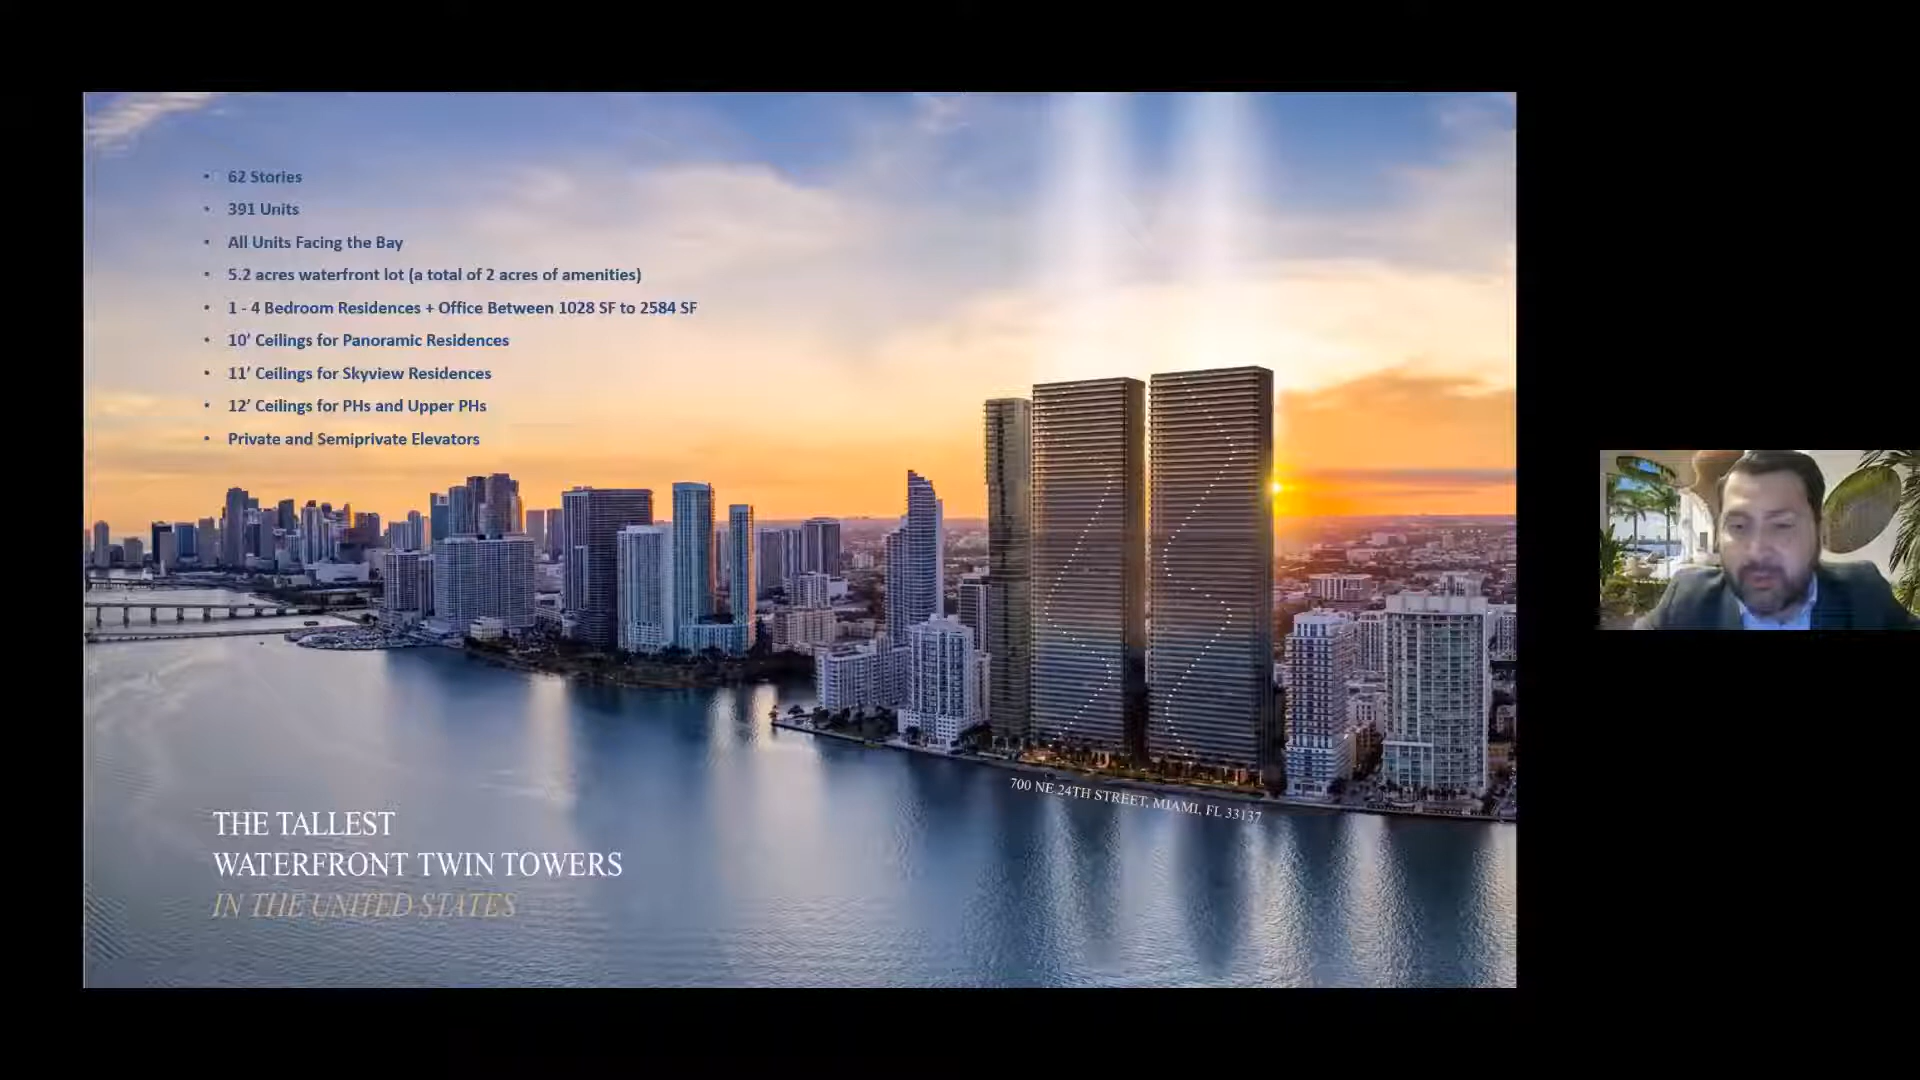 • 62 Stories
• 391 Units
• All Units Facing the Bay
• 5.2 acres waterfront lot (a total of 2 acres of amenities)
• 1 - 4 Bedroom Residences + Office Between 1028 SF to 2584 SF
• 10’ Ceilings for Panoramic Residences
• 11’ Ceilings for Skyview Residences
• 12’ Ceilings for PHs and Upper PHs
• Private and Semiprivate Elevators
700 NE 24TH STREET, MIAMI, FL 33137
THE TALLEST
WATERFRONT TWIN TOWERS
IN THE UNITED STATES